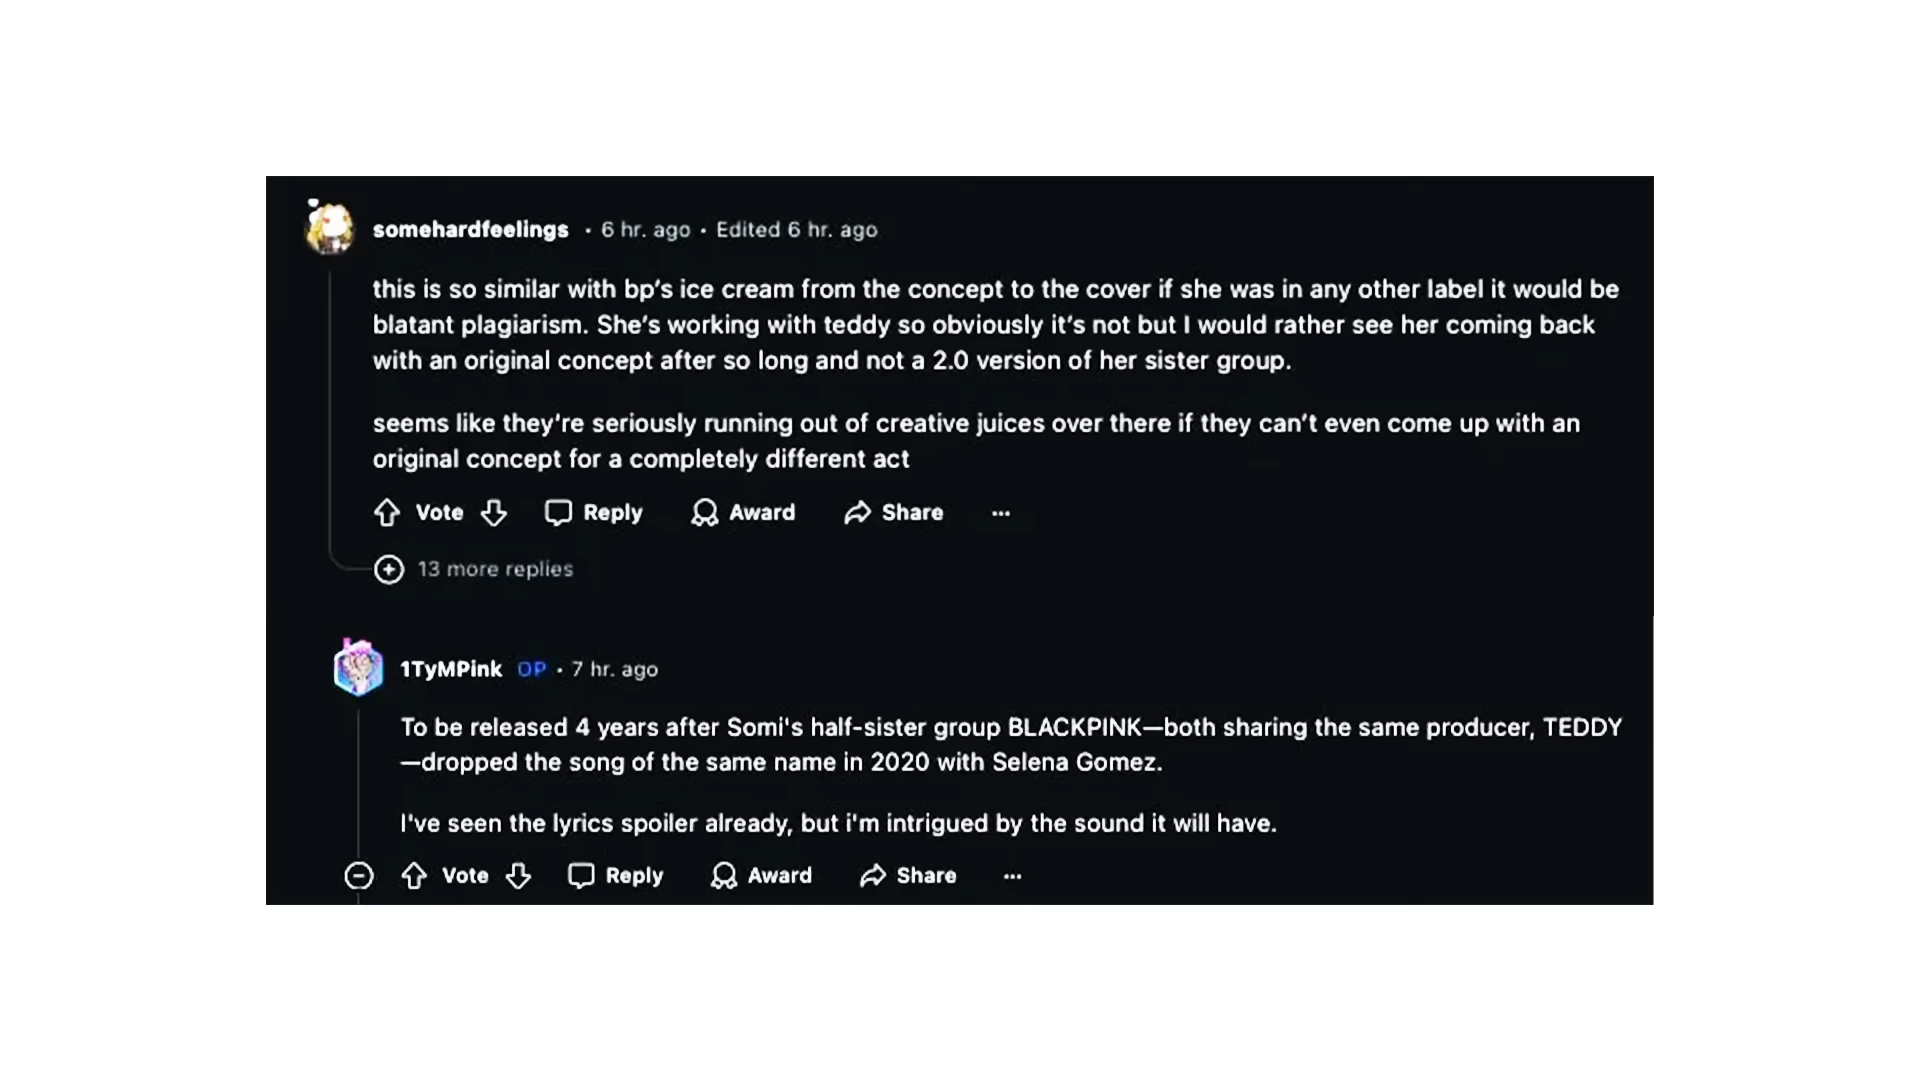 somehardfeelings · 6 hr. ago · Edited 6 hr. ago
this is so similar with bp’s ice cream from the concept to the cover if she was in any other label it would be
blatant plagiarism. She’s working with teddy so obviously it’s not but I would rather see her coming back
with an original concept after so long and not a 2.0 version of her sister group.
seems like they’re seriously running out of creative juices over there if they can’t even come up with an
original concept for a completely different act
Vote Reply Award Share ...
13 more replies
1TyMPink OP · 7 hr. ago
To be released 4 years after Somi's half-sister group BLACKPINK—both sharing the same producer, TEDDY
—dropped the song of the same name in 2020 with Selena Gomez.
I've seen the lyrics spoiler already, but i'm intrigued by the sound it will have.
Vote Reply Award Share ...